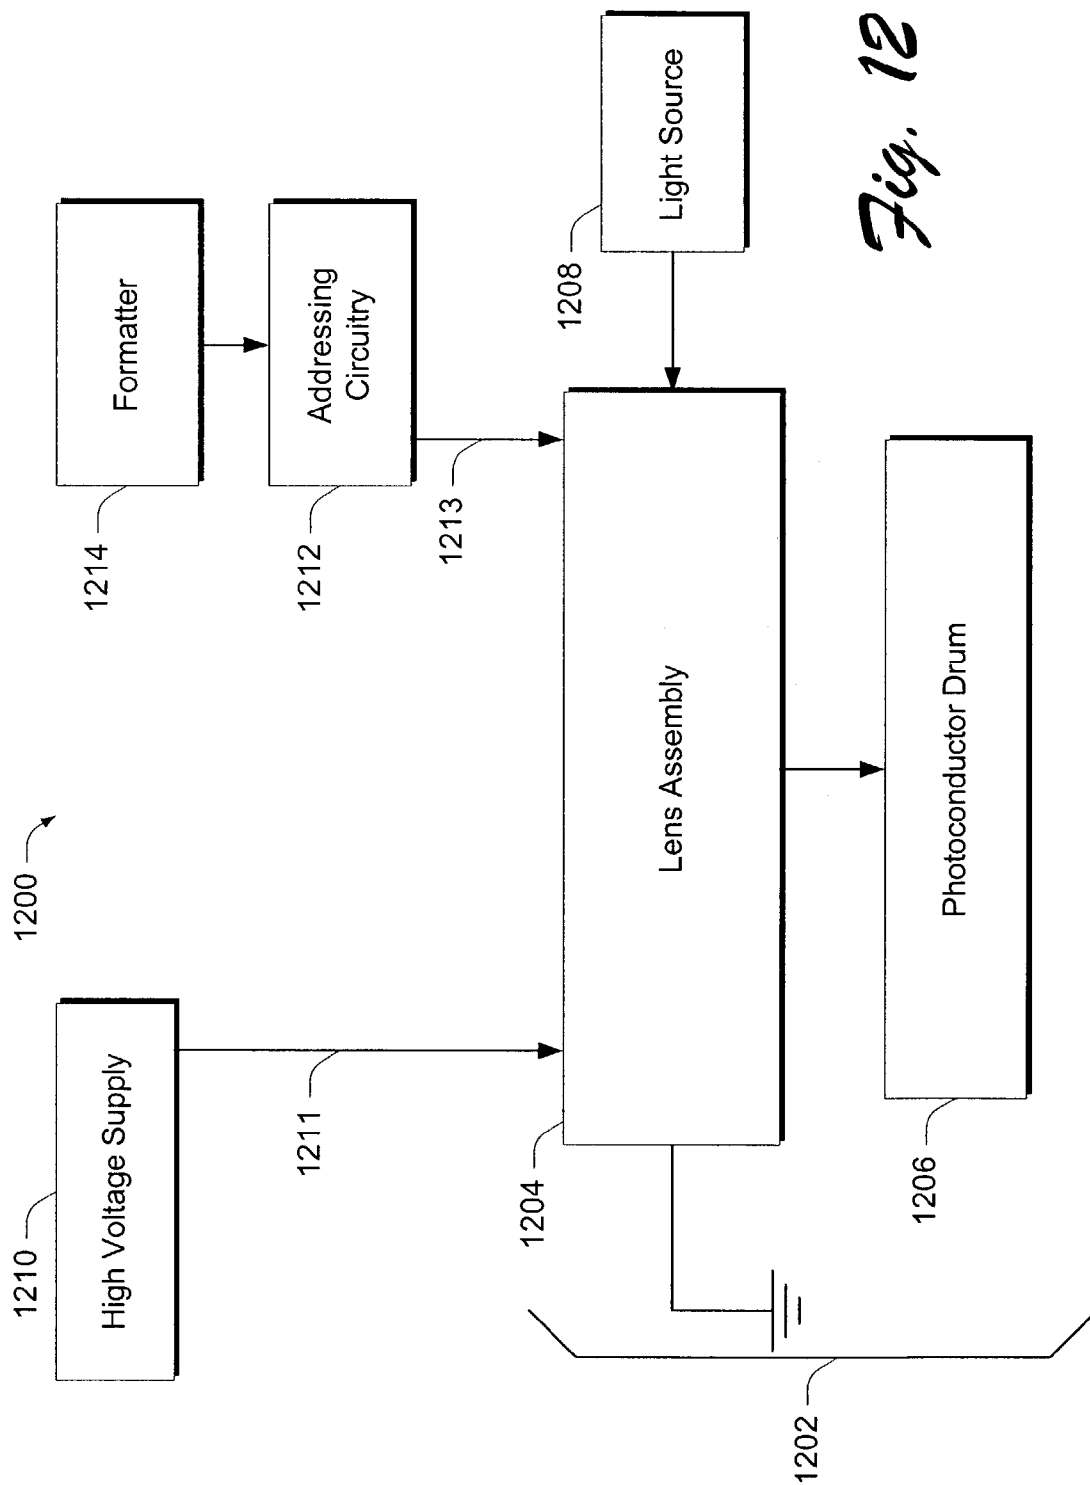 1200
1210
High Voltage Supply
1214
Formatter
1212
Addressing
Circuitry
1211
1213
1204
Lens Assembly
1208
Light Source
1206
Photoconductor Drum
1202
Fig. 12